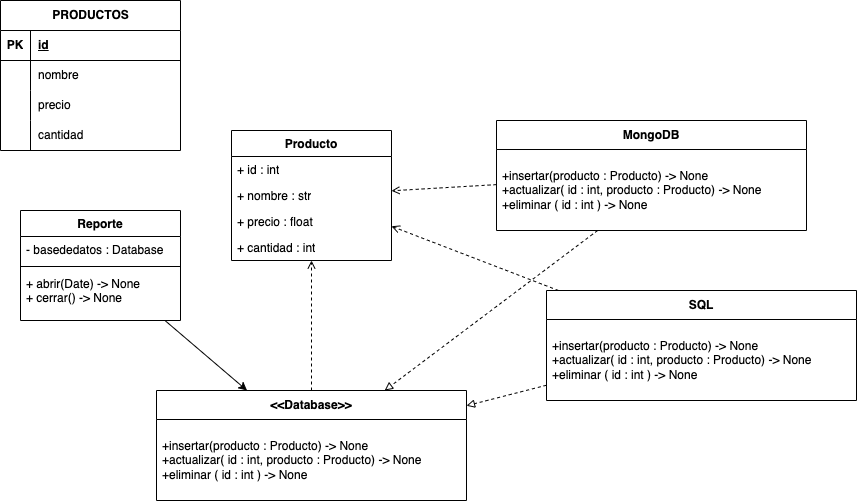 PRODUCTOS
PK id
nombre
precio
cantidad
Producto
+ id : int
+ nombre : str
+ precio : float
+ cantidad : int
MongoDB
+insertar(producto : Producto) -> None
+actualizar( id : int, producto : Producto) -> None
+eliminar ( id : int ) -> None
Reporte
- basededatos : Database
+ abrir(Date) -> None
+ cerrar() -> None
SQL
+insertar(producto : Producto) -> None
+actualizar( id : int, producto : Producto) -> None
+eliminar ( id : int ) -> None
<<Database>>
+insertar(producto : Producto) -> None
+actualizar( id : int, producto : Producto) -> None
+eliminar ( id : int ) -> None